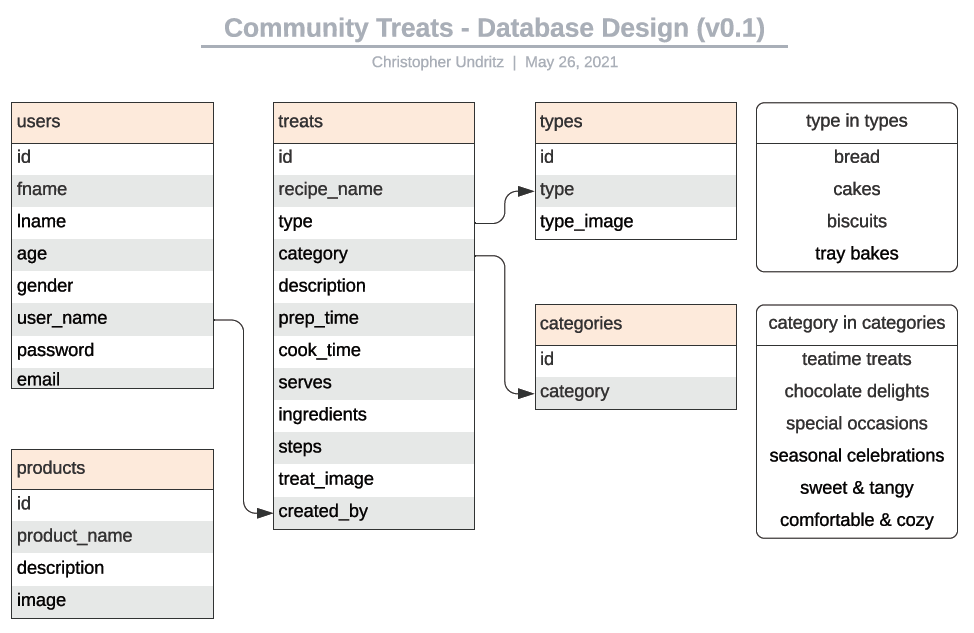 Community Treats - Database Design (v0.1)
Christopher Undritz | May 26, 2021
users
id
fname
lname
age
gender
user_name
password
email
products
id
product_name
description
image
treats
id
recipe_name
type
category
description
prep_time
cook_time
serves
ingredients
steps
treat_image
created_by
types
id
type
type_image
categories
id
category
type in types
bread
cakes
biscuits
tray bakes
category in categories
teatime treats
chocolate delights
special occasions
seasonal celebrations
sweet & tangy
comfortable & cozy